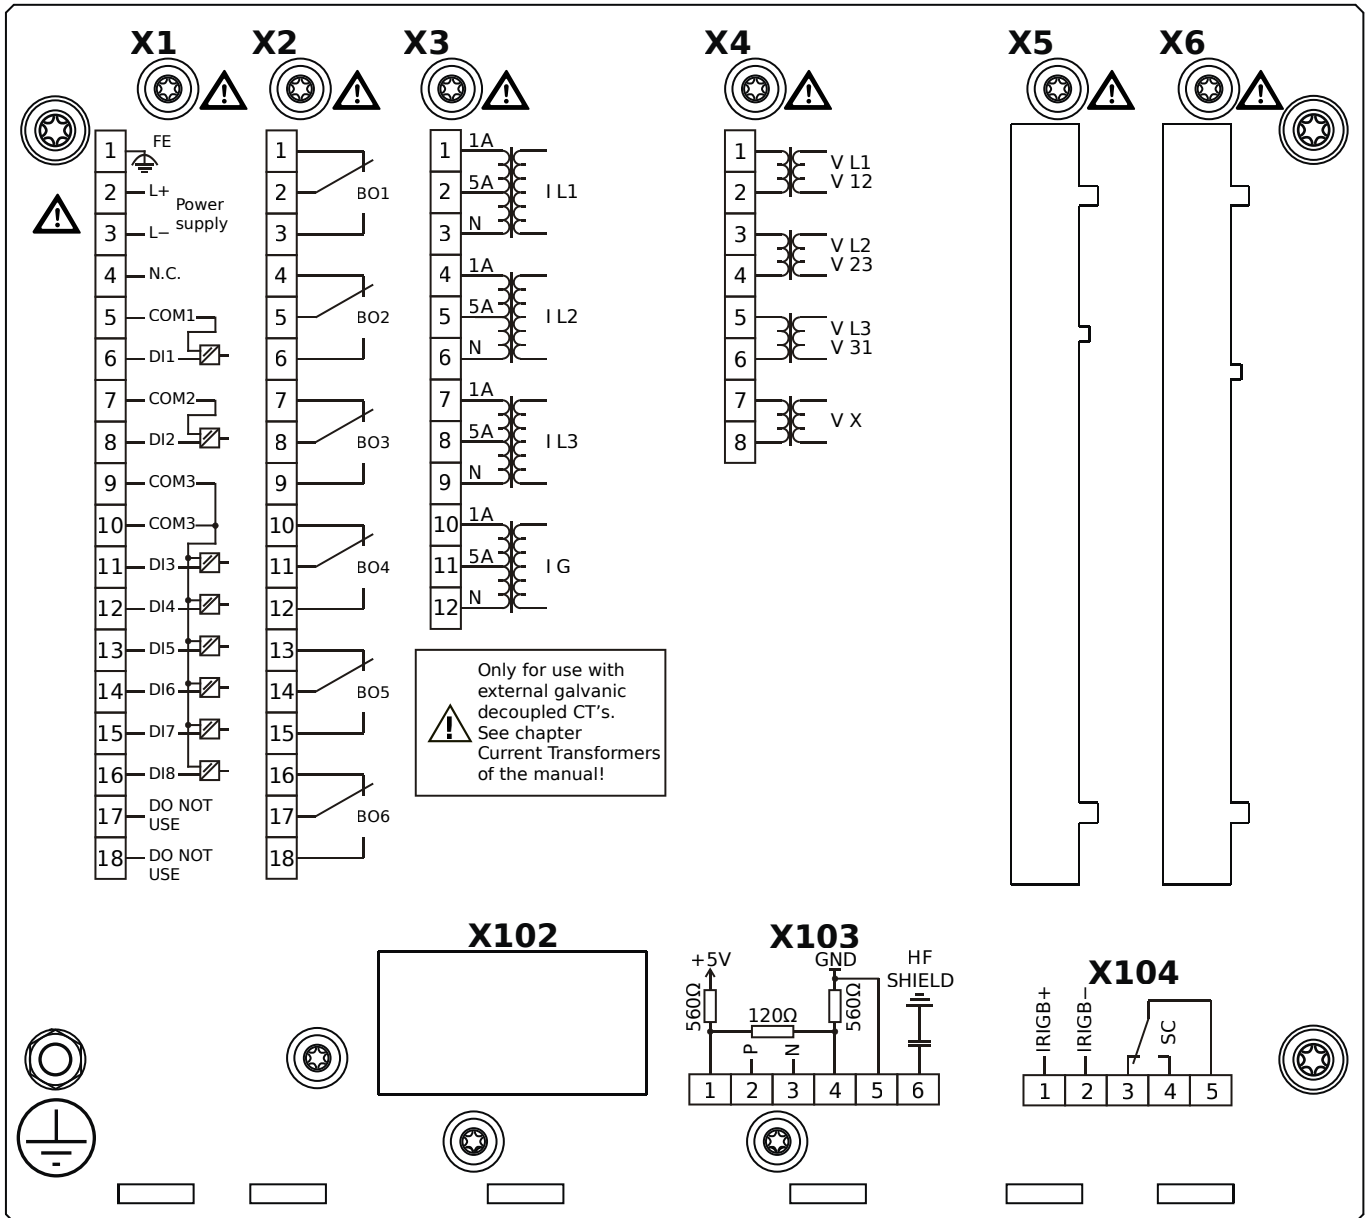 X1
X2
X3
X4
X5
X6
1 FE
2 L+ Power
supply
3 L−
4 N.C.
5 COM1
6 DI1
7 COM2
8 DI2
9 COM3
10 COM3
11 DI3
12 DI4
13 DI5
14 DI6
15 DI7
16 DI8
17 DO NOT
USE
18 DO NOT
USE
1
2 BO1
3
4
5 BO2
6
7
8 BO3
9
10
11 BO4
12
13
14 BO5
15
16
17 BO6
18
1 1A
2 5A I L1
3 N
4 1A
5 5A I L2
6 N
7 1A
8 5A I L3
9 N
10 1A
11 5A I G
12 N
Only for use with
external galvanic
decoupled CT's.
See chapter
Current Transformers
of the manual!
1 V L1
2 V 12
3 V L2
4 V 23
5 V L3
6 V 31
7 V X
8
X102
X103
+5V GND HF
SHIELD
560Ω 120Ω 560Ω
P N
1 2 3 4 5 6
X104
IRIGB+ IRIGB− SC
1 2 3 4 5